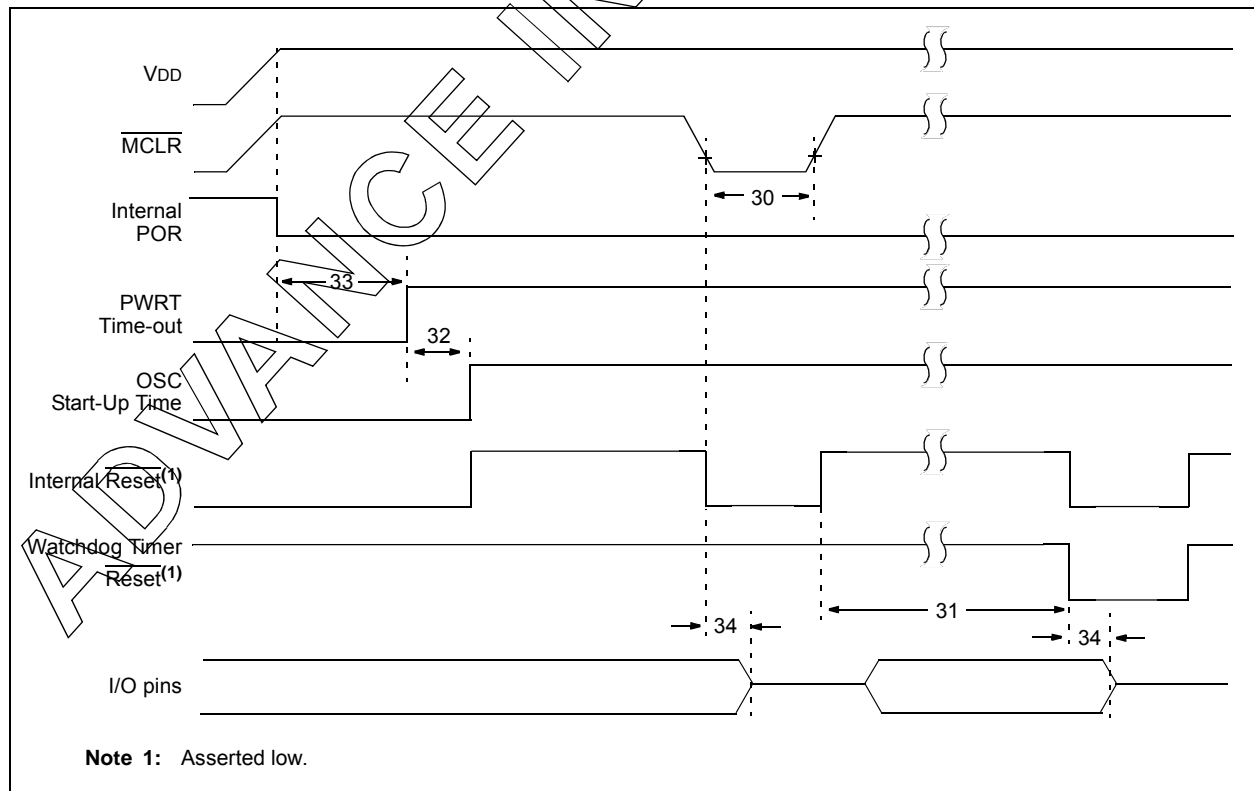 VDD
MCLR
30
Internal
POR
33
PWRT
Time-out
32
OSC
Start-Up Time
Internal Reset(1)
Watchdog Timer
Reset(1)
31
34
34
I/O pins
Note 1: Asserted low.
ADVANCE IN